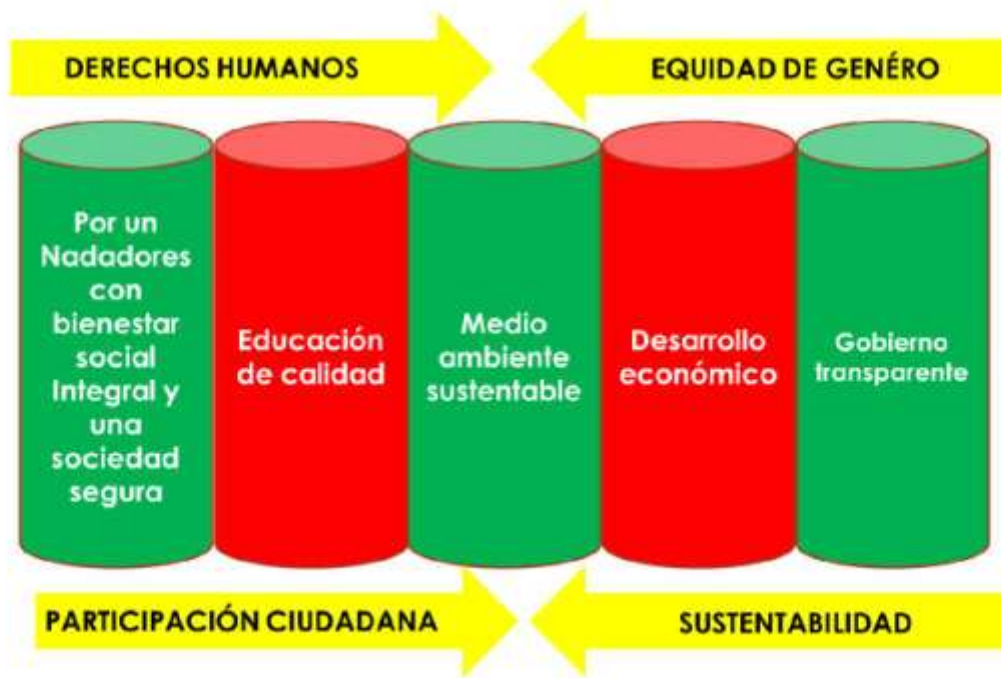 DERECHOS HUMANOS
EQUIDAD DE GENÉRO
Por un
Nadadores
con
bienestar
social
Integral y
una
sociedad
segura
Educación
de calidad
Medio
ambiente
sustentable
Desarrollo
económico
Gobierno
transparente
PARTICIPACIÓN CIUDADANA
SUSTENTABILIDAD